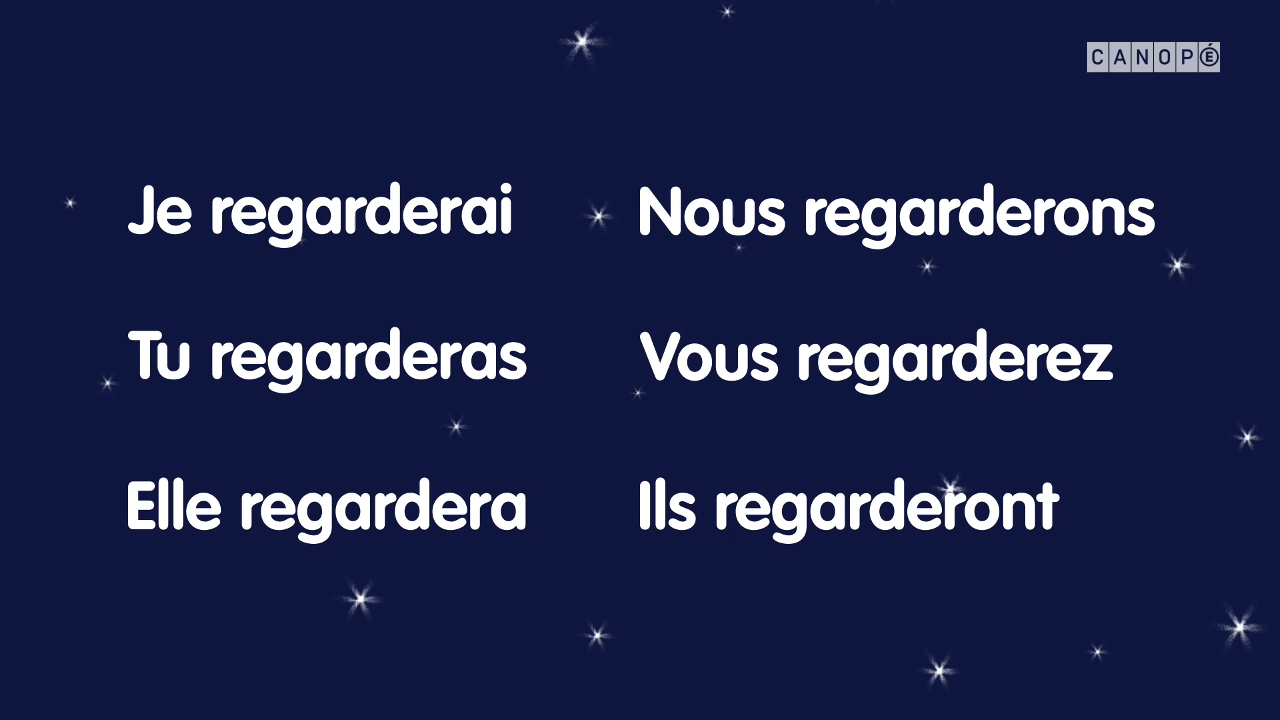 CANOPÉ
Je regarderai
Tu regarderas
Elle regardera
Nous regarderons
Vous regarderez
Ils regarderont